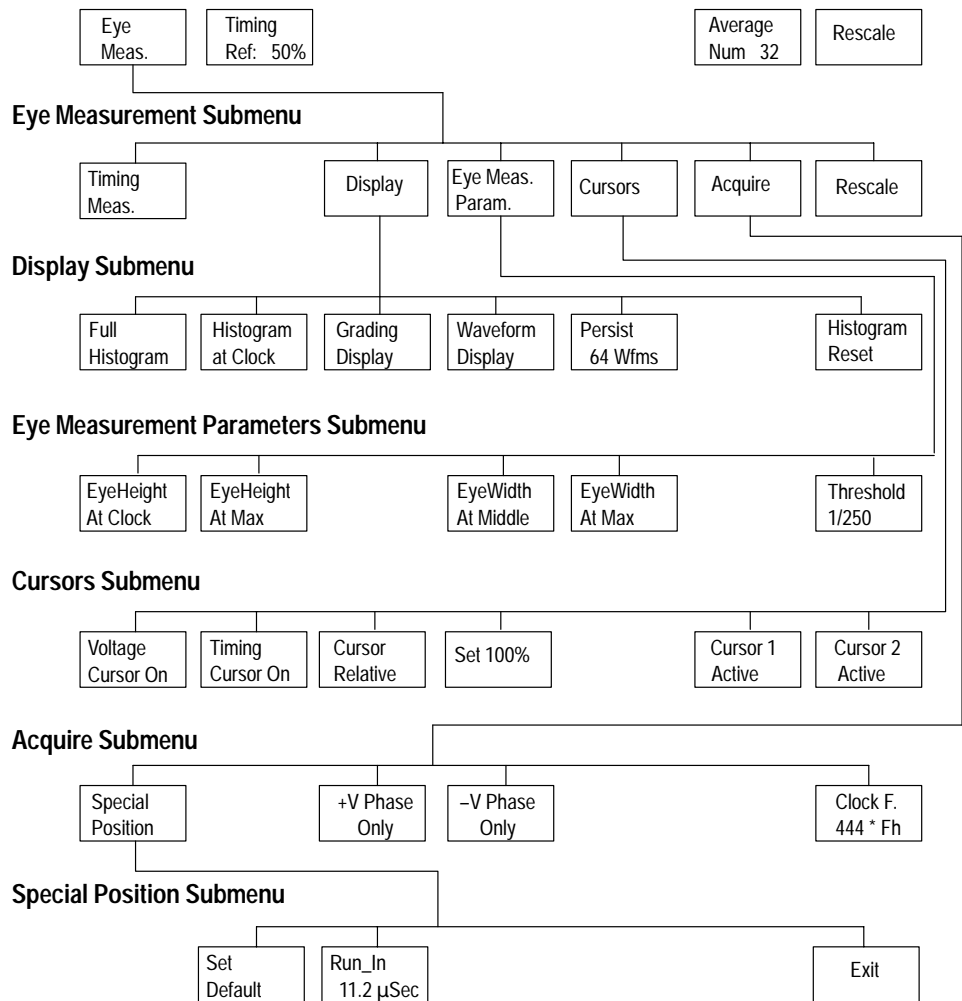 Eye
Meas.
Timing
Ref: 50%
Average
Num 32
Rescale
Eye Measurement Submenu
Timing
Meas.
Display
Eye Meas.
Param.
Cursors
Acquire
Rescale
Display Submenu
Full
Histogram
Histogram
at Clock
Grading
Display
Waveform
Display
Persist
64 Wfms
Histogram
Reset
Eye Measurement Parameters Submenu
EyeHeight
At Clock
EyeHeight
At Max
EyeWidth
At Middle
EyeWidth
At Max
Threshold
1/250
Cursors Submenu
Voltage
Cursor On
Timing
Cursor On
Cursor
Relative
Set 100%
Cursor 1
Active
Cursor 2
Active
Acquire Submenu
Special
Position
+V Phase
Only
–V Phase
Only
Clock F.
444 * Fh
Special Position Submenu
Set
Default
Run_In
11.2 µSec
Exit